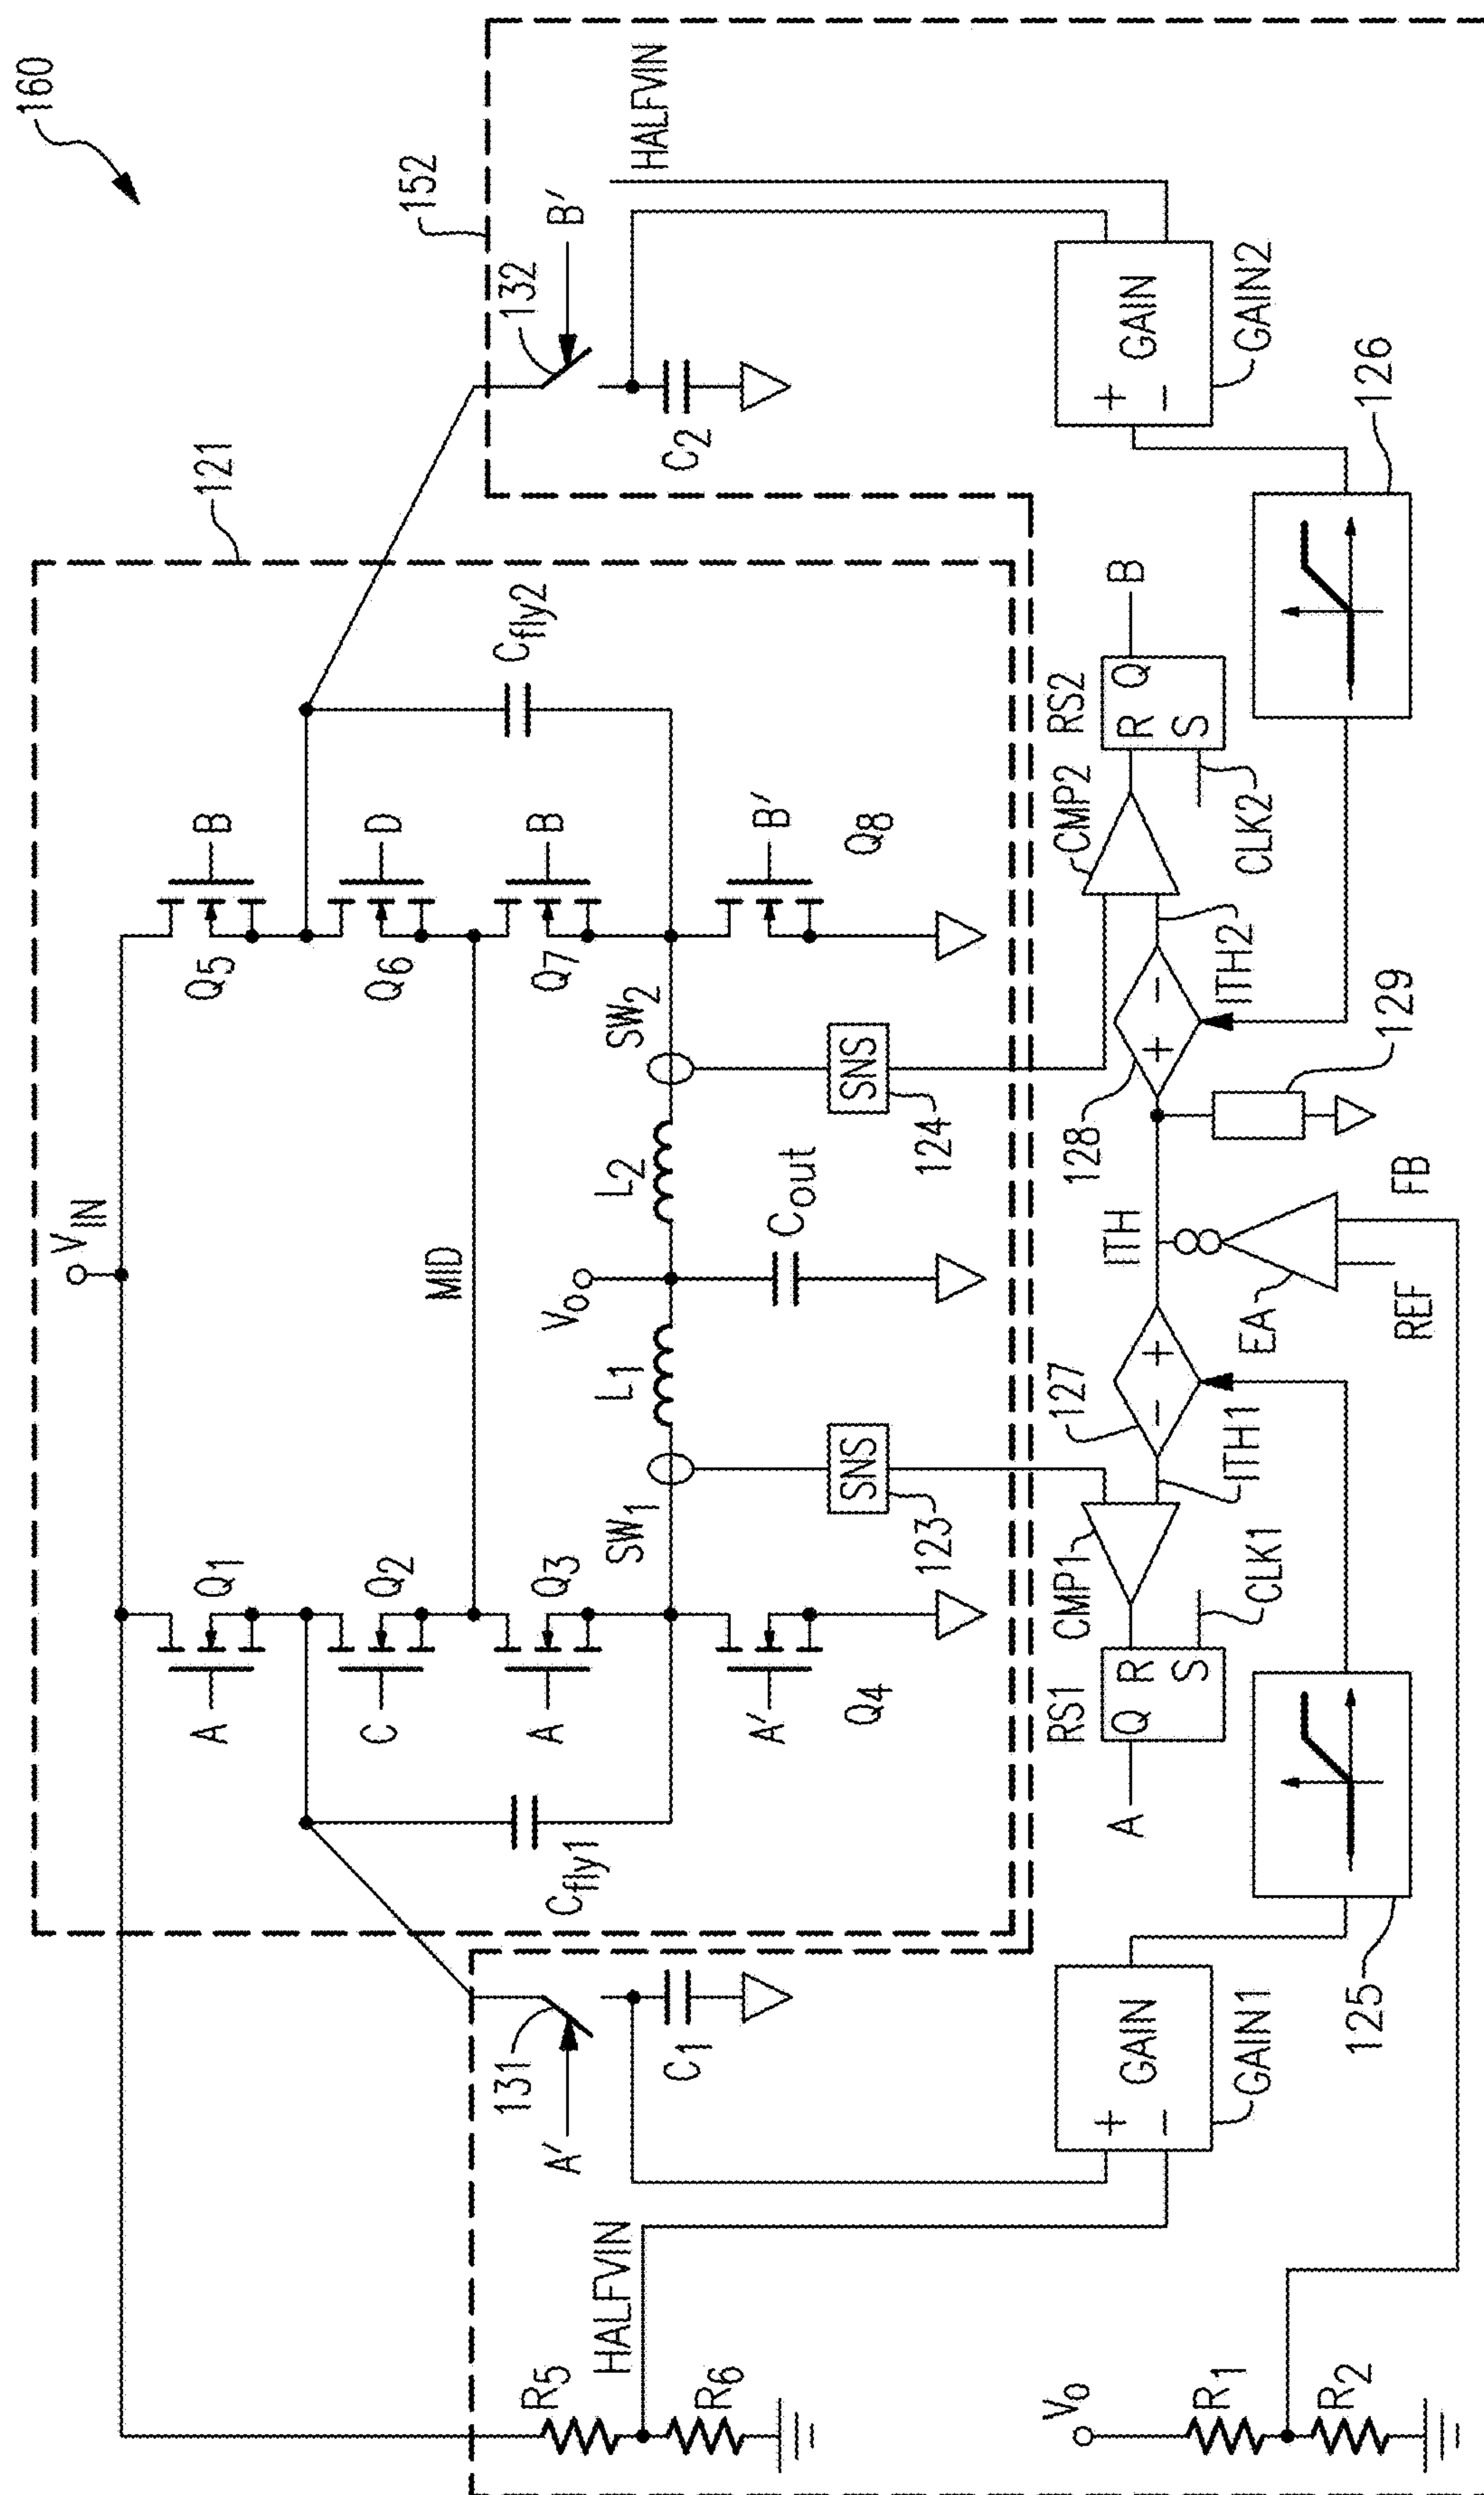 160
152
121
HALFVIN
B'
132
C2
GAIN
+
−
GAIN2
126
VIN
MID
B
Q5
D
Q6
B
Q7
B'
Q8
Cfly2
SW2
L2
SNS
124
Vo
Cout
L1
SW1
SNS
123
A
Q1
C
Q2
A
Q3
A'
Q4
Cfly1
B
RS2
Q
R
S
CMP2
CLK2
ITH2
128
+
−
129
ITH
EA
REF
FB
127
−
+
ITH1
CMP1
CLK1
RS1
Q
R
S
A
131
A'
C1
GAIN
+
−
GAIN1
125
HALFVIN
R5
R6
Vo
R1
R2